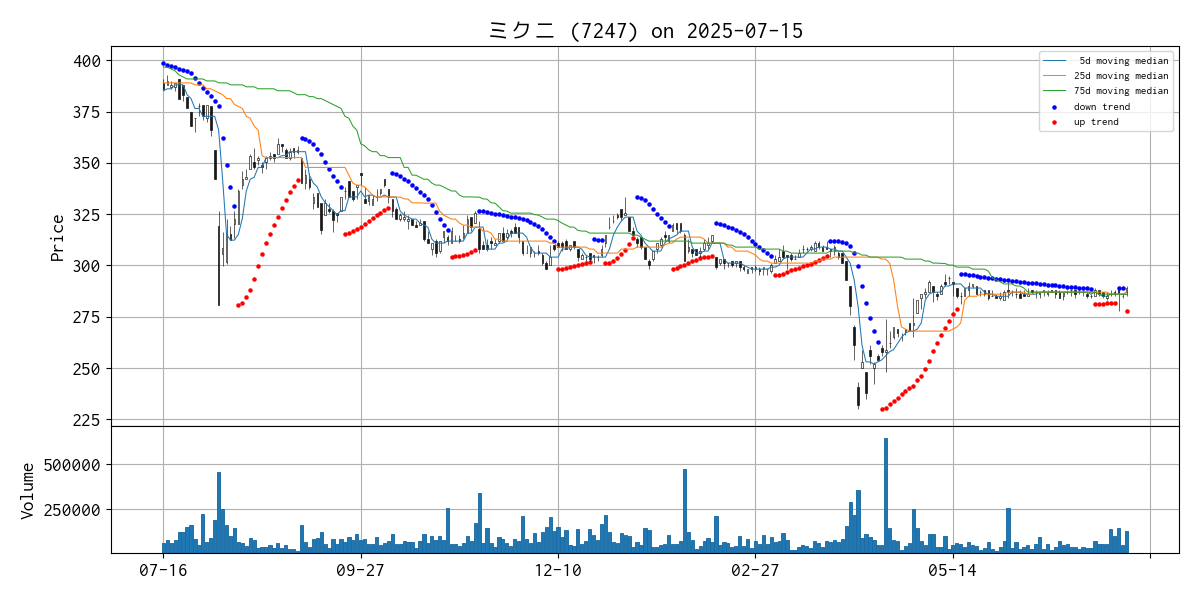 ミクニ (7247) on 2025-07-15
5d moving median
25d moving median
75d moving median
down trend
up trend
Price
400
375
350
325
300
275
250
225
Volume
500000
250000
07-16
09-27
12-10
02-27
05-14